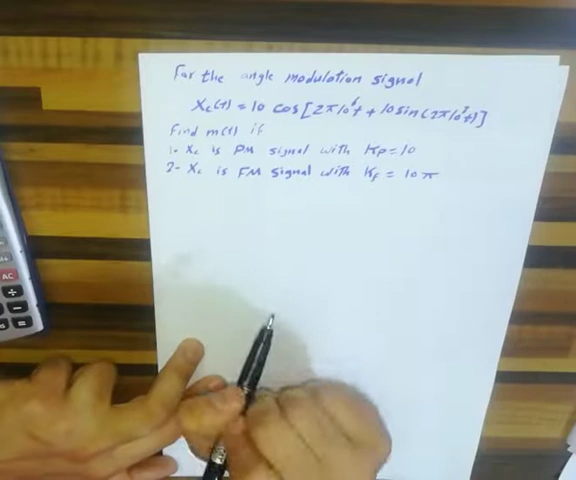 For the angle modulation signal
Xc(t) = 10 cos[2π10⁶t + 10 sin(2π10³t)]
Find m(t) if
1- Xc is PM signal with Kp = 10
2- Xc is FM signal with Kf = 10π
AC
÷
−
=